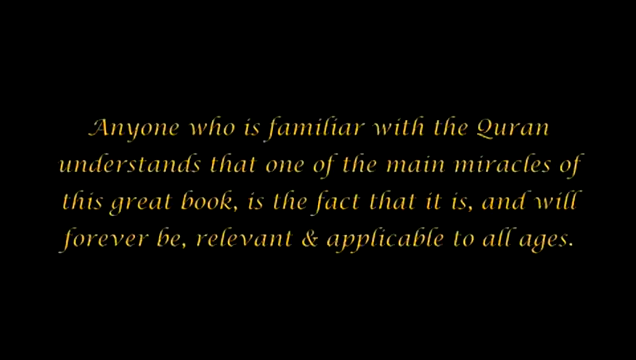 Anyone who is familiar with the Quran
understands that one of the main miracles of
this great book, is the fact that it is, and will
forever be, relevant & applicable to all ages.